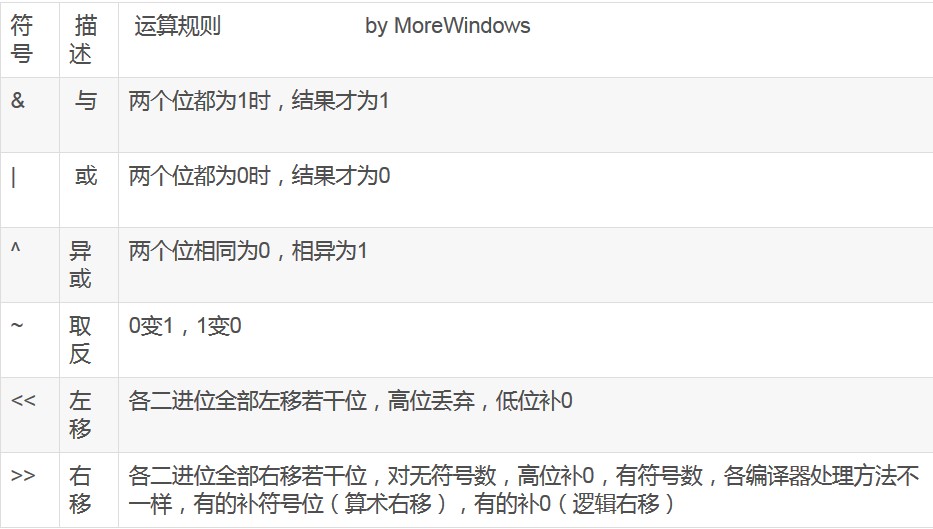 符号 描述 运算规则 by MoreWindows
& 与 两个位都为1时，结果才为1
| 或 两个位都为0时，结果才为0
^ 异或 两个位相同为0，相异为1
~ 取反 0变1，1变0
<< 左移 各二进位全部左移若干位，高位丢弃，低位补0
>> 右移 各二进位全部右移若干位，对无符号数，高位补0，有符号数，各编译器处理方法不
一样，有的补符号位（算术右移），有的补0（逻辑右移）